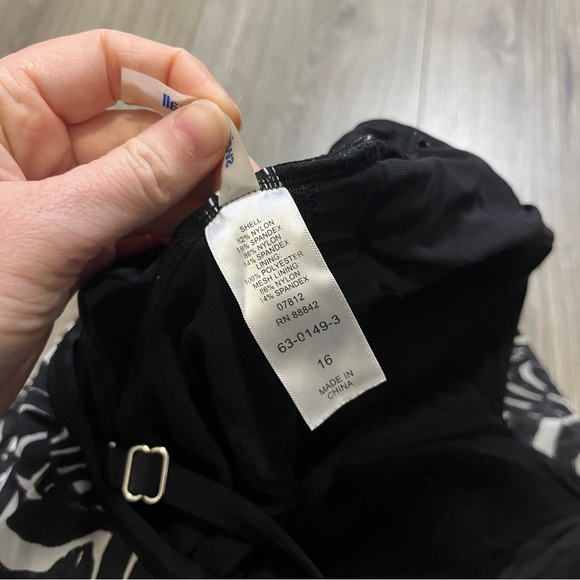 SHELL:
82% NYLON
18% SPANDEX
86% NYLON
14% SPANDEX
LINING:
100% POLYESTER
MESH LINING
86% NYLON
14% SPANDEX
07812
RN 88842
63-0149-3
16
MADE IN
CHINA